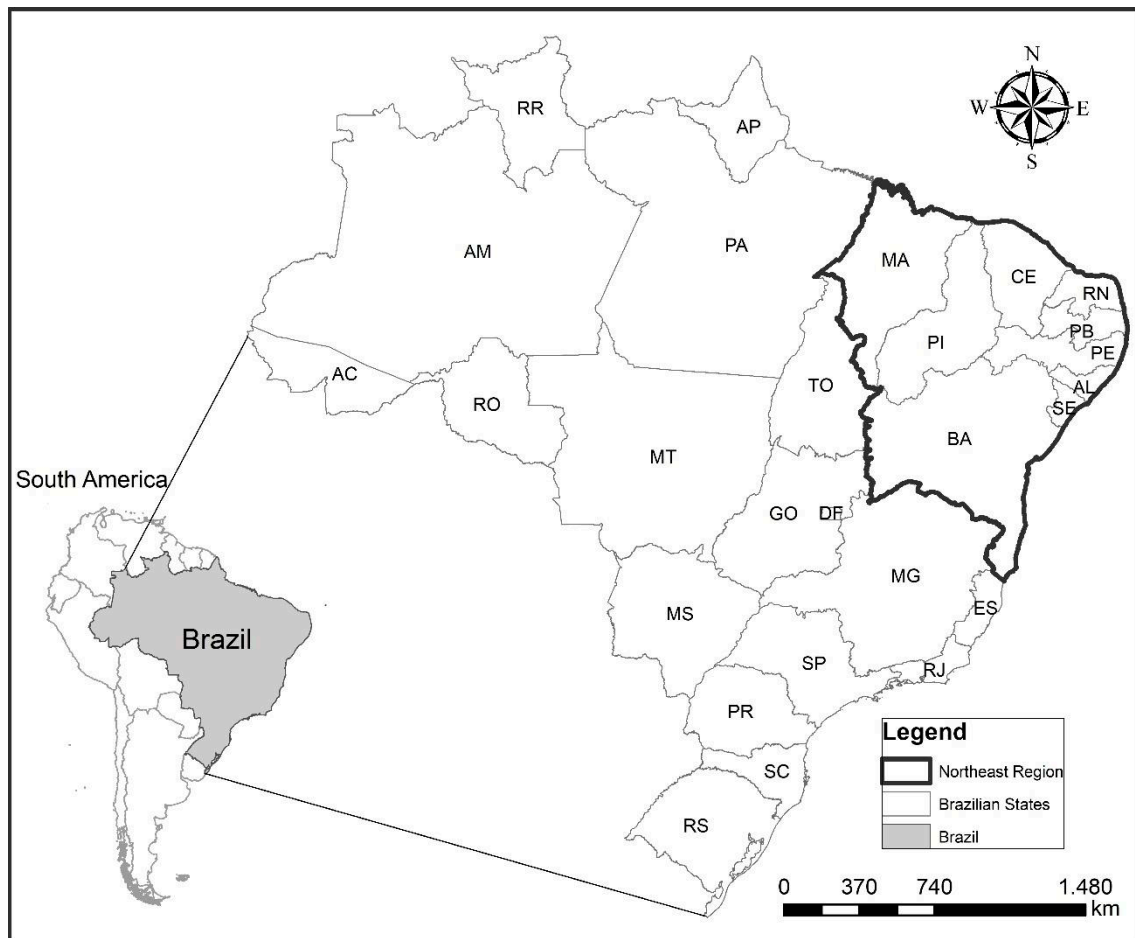 N
W E
S
RR
AP
AM
PA
MA
CE
RN
PB
PE
PI
AL
SE
AC
RO
TO
BA
MT
GO
DF
MG
ES
MS
SP
RJ
PR
SC
RS
South America
Brazil
Legend
Northeast Region
Brazilian States
Brazil
0 370 740 1.480
km